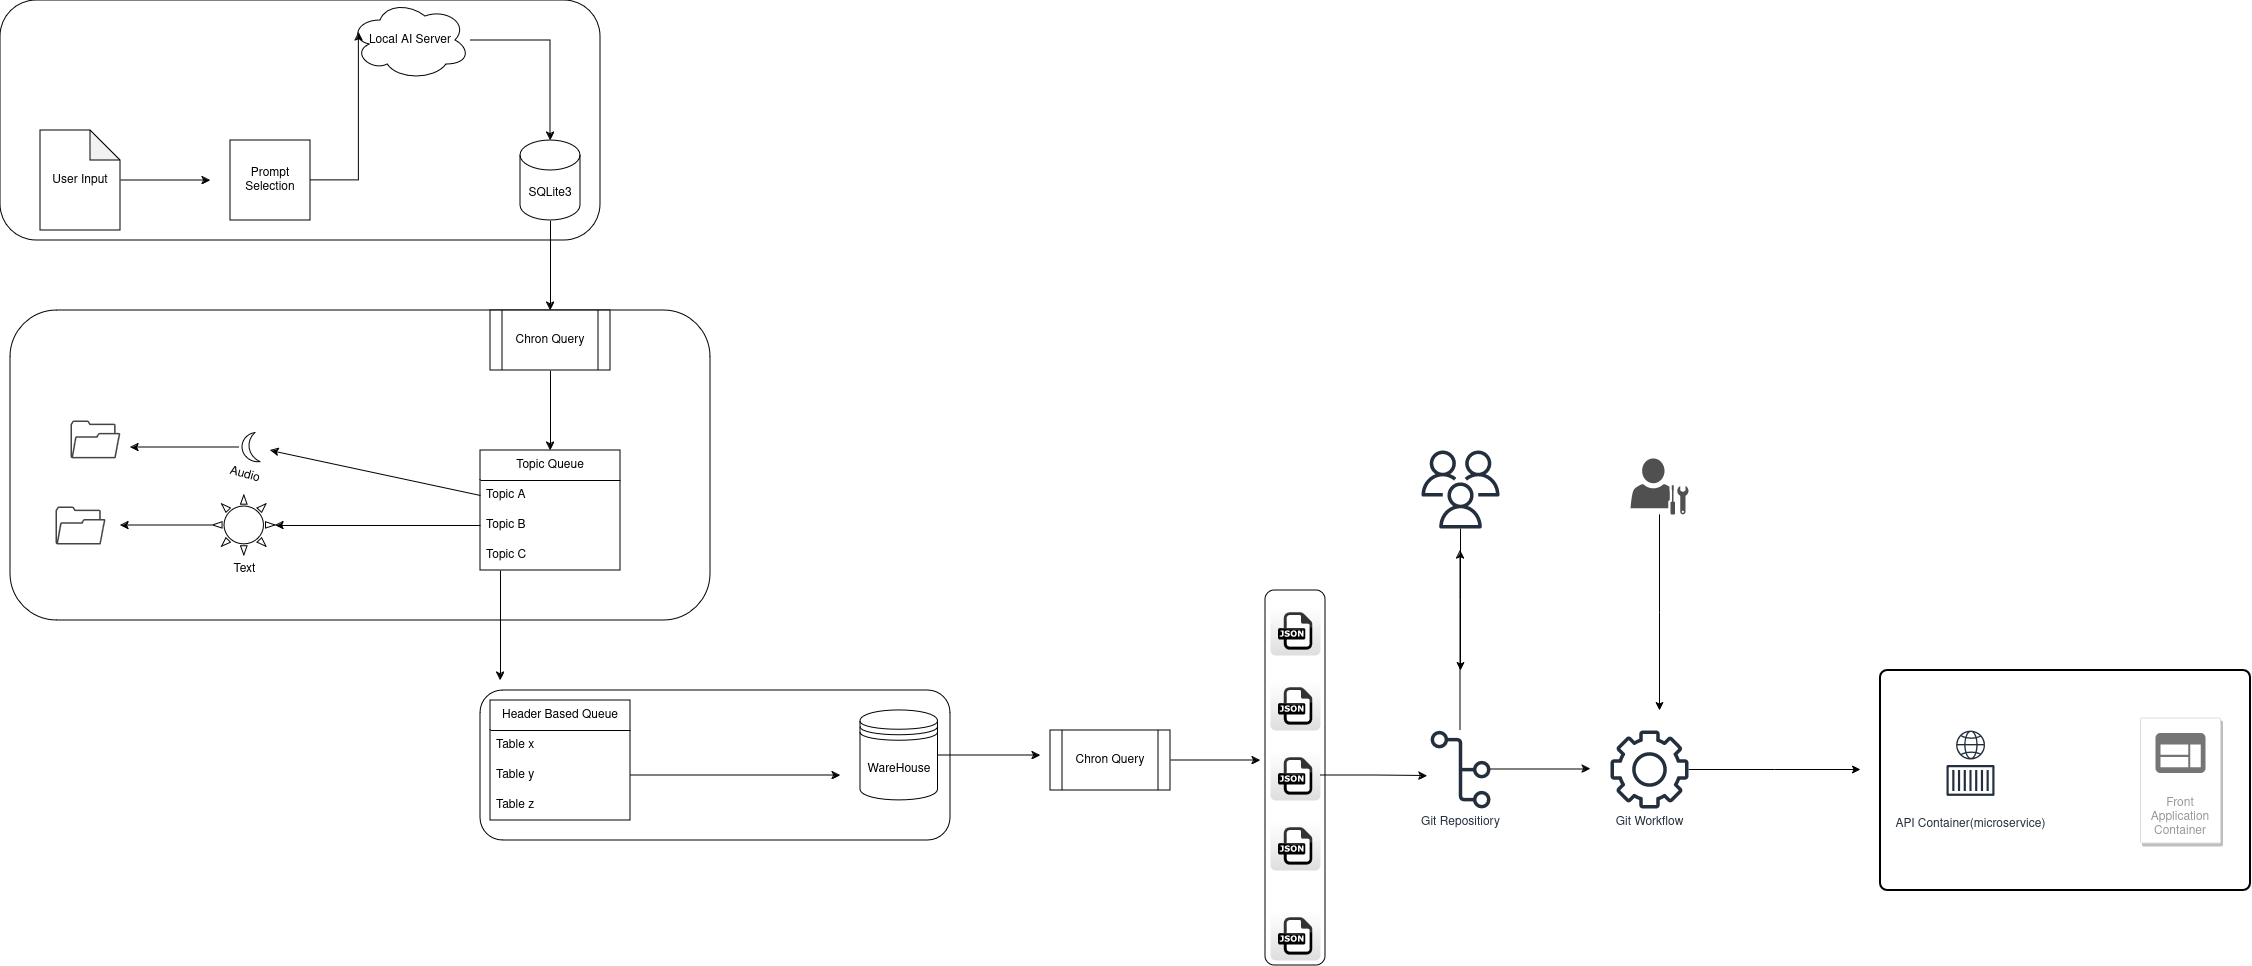 Local AI Server
User Input
Prompt
Selection
SQLite3
Chron Query
Topic Queue
Topic A
Topic B
Topic C
Audio
Text
Header Based Queue
Table x
Table y
Table z
WareHouse
Chron Query
JSON
JSON
JSON
JSON
JSON
Git Repositiory
Git Workflow
API Container(microservice)
Front
Application
Container